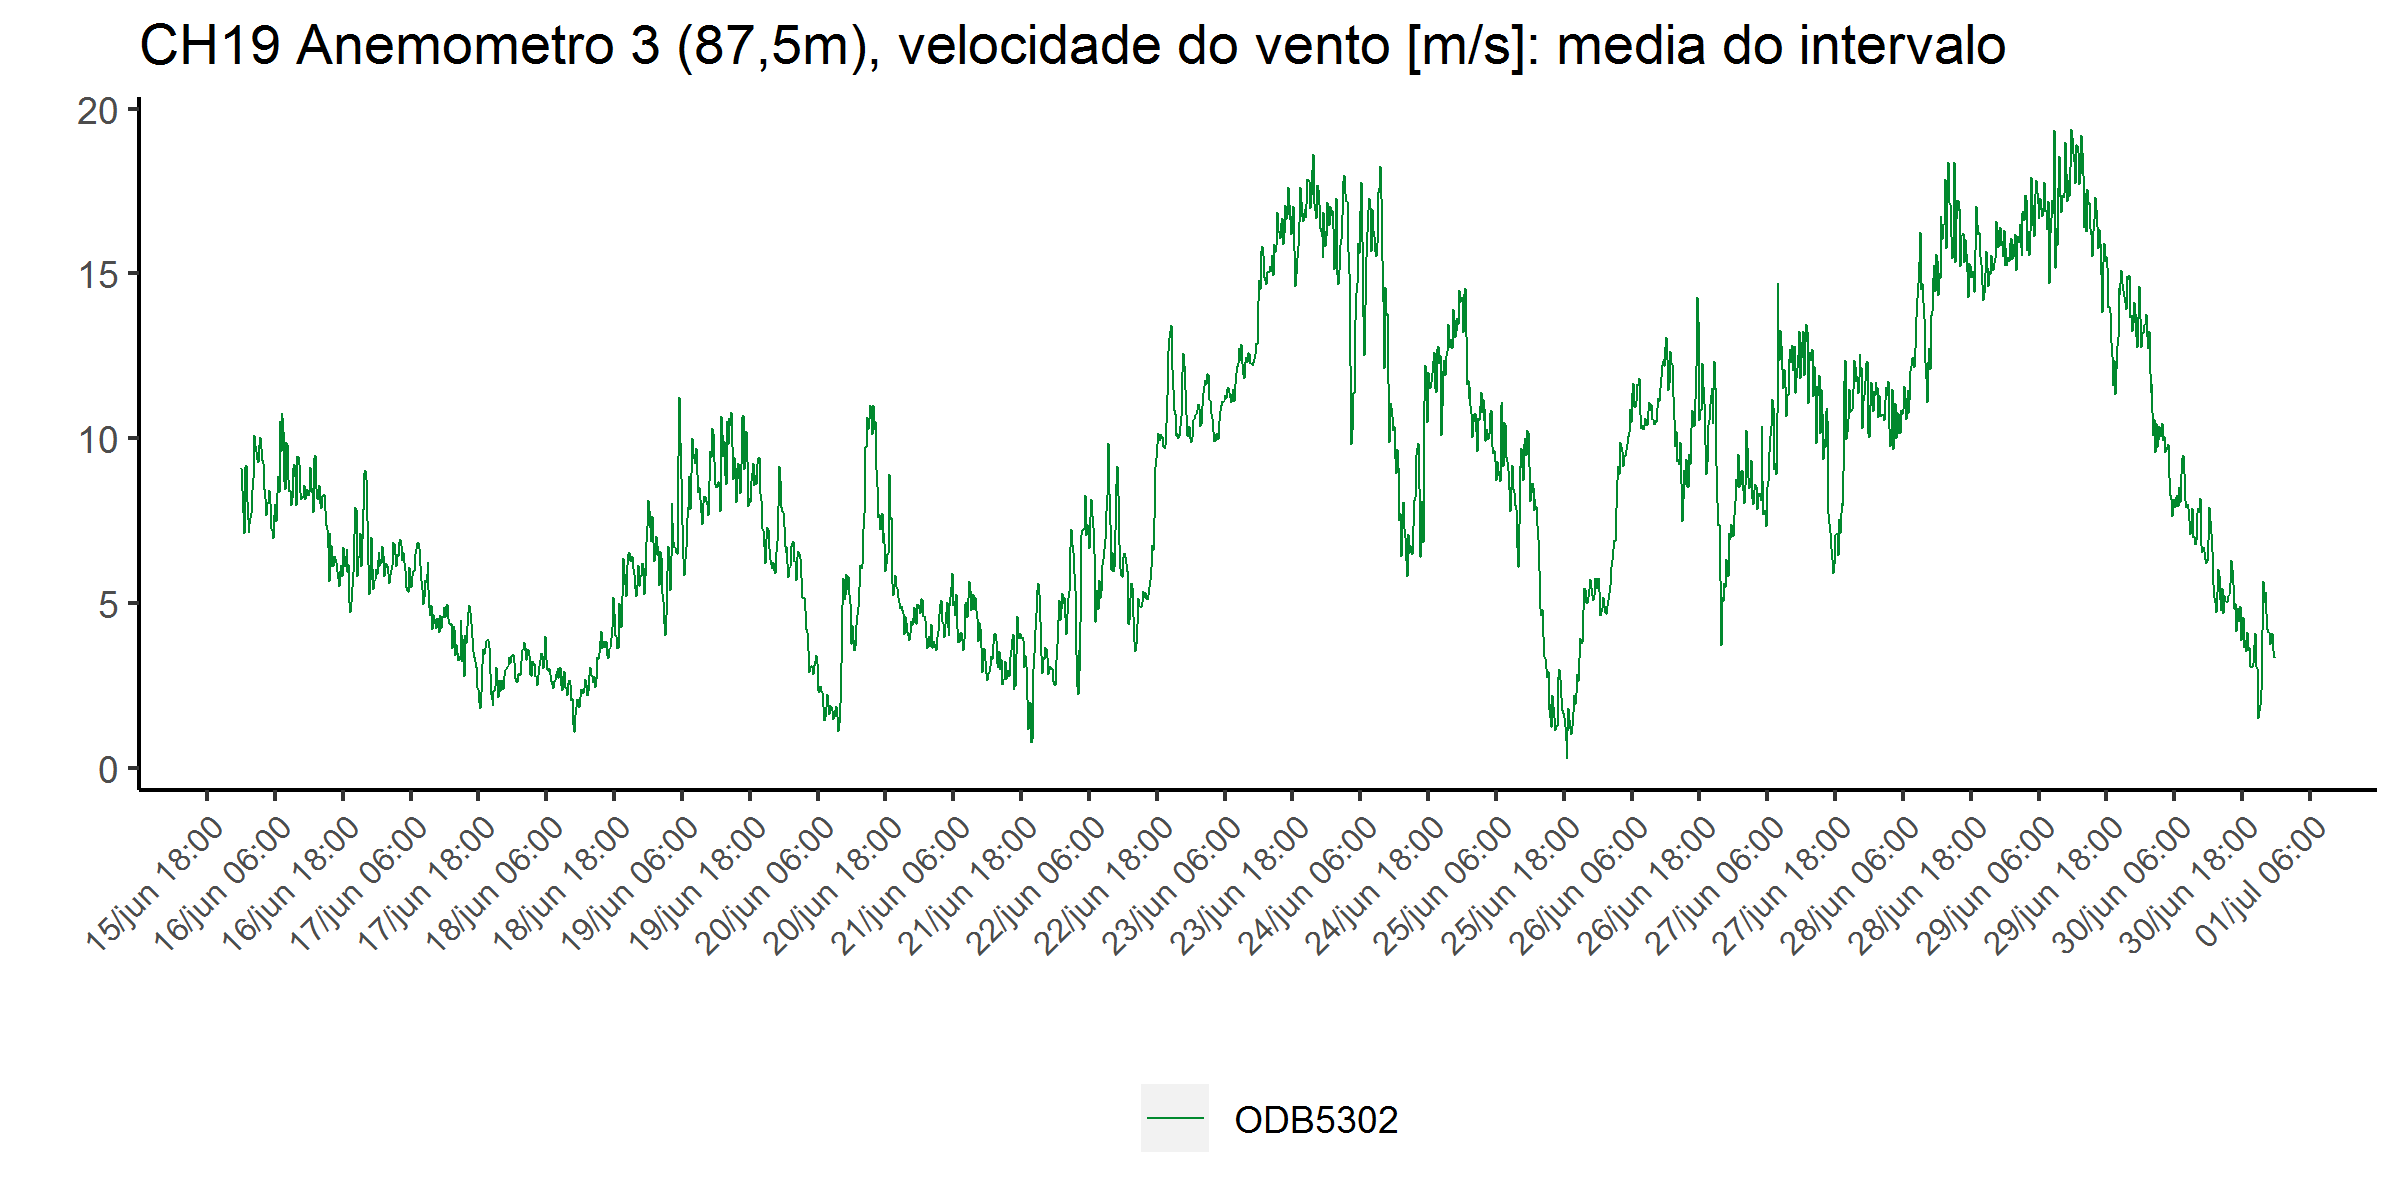 CH19 Anemometro 3 (87,5m), velocidade do vento [m/s]: media do intervalo
20
15
10
5
0
15/jun 18:00
16/jun 06:00
16/jun 18:00
17/jun 06:00
17/jun 18:00
18/jun 06:00
18/jun 18:00
19/jun 06:00
19/jun 18:00
20/jun 06:00
20/jun 18:00
21/jun 06:00
21/jun 18:00
22/jun 06:00
22/jun 18:00
23/jun 06:00
23/jun 18:00
24/jun 06:00
24/jun 18:00
25/jun 06:00
25/jun 18:00
26/jun 06:00
26/jun 18:00
27/jun 06:00
27/jun 18:00
28/jun 06:00
28/jun 18:00
29/jun 06:00
29/jun 18:00
30/jun 06:00
30/jun 18:00
01/jul 06:00
ODB5302